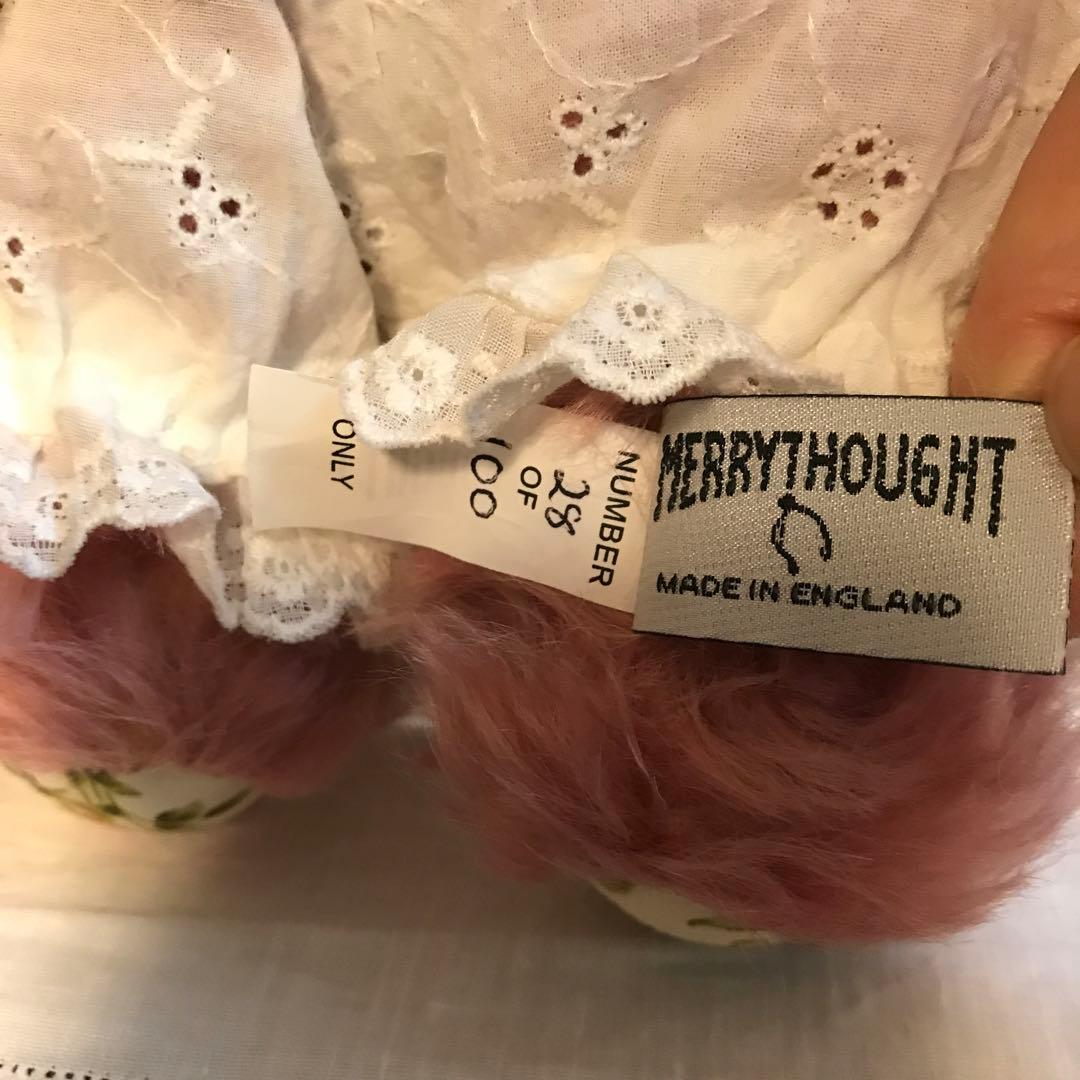 MERRYTHOUGHT
MADE IN ENGLAND
NUMBER
28
OF
100
ONLY